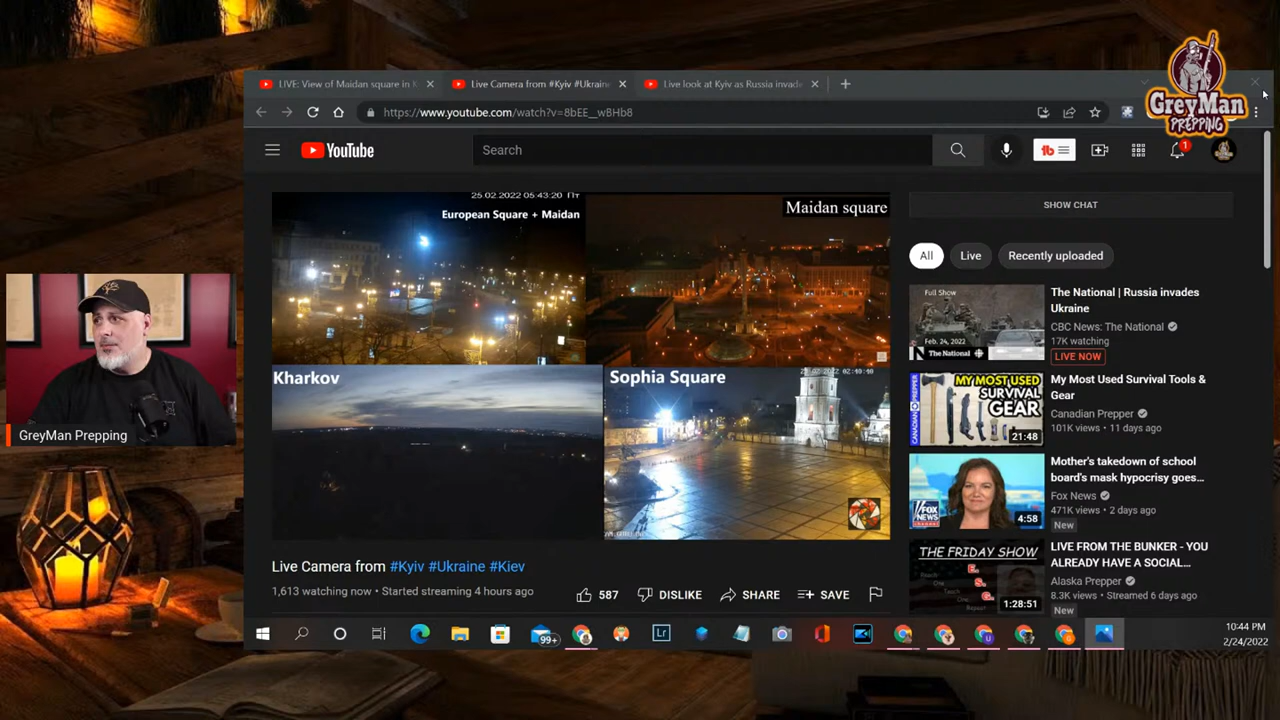 GreyMan
PREPPING
LIVE: View of Maidan square in K
Live Camera from #Kyiv #Ukraine
Live look at Kyiv as Russia invade
https://www.youtube.com/watch?v=8bEE__wBHb8
YouTube
Search
1
25.02.2022 05:43:20 Пт
European Square + Maidan
Maidan square
Kharkov
Sophia Square
SHOW CHAT
All
Live
Recently uploaded
Full Show
Feb. 24, 2022
The National
The National | Russia invades
Ukraine
CBC News: The National
17K watching
LIVE NOW
MY MOST USED
SURVIVAL
GEAR
CANADIAN PREPPER
21:48
My Most Used Survival Tools &
Gear
Canadian Prepper
101K views • 11 days ago
FOX
NEWS
channel
4:58
Mother's takedown of school
board's mask hypocrisy goes...
Fox News
471K views • 2 days ago
New
THE FRIDAY SHOW
E.
S.
G.
1:28:51
LIVE FROM THE BUNKER - YOU
ALREADY HAVE A SOCIAL...
Alaska Prepper
8.3K views • Streamed 6 days ago
New
GreyMan Prepping
Live Camera from #Kyiv #Ukraine #Kiev
1,613 watching now • Started streaming 4 hours ago
587
DISLIKE
SHARE
SAVE
99+
Lr
10:44 PM
2/24/2022